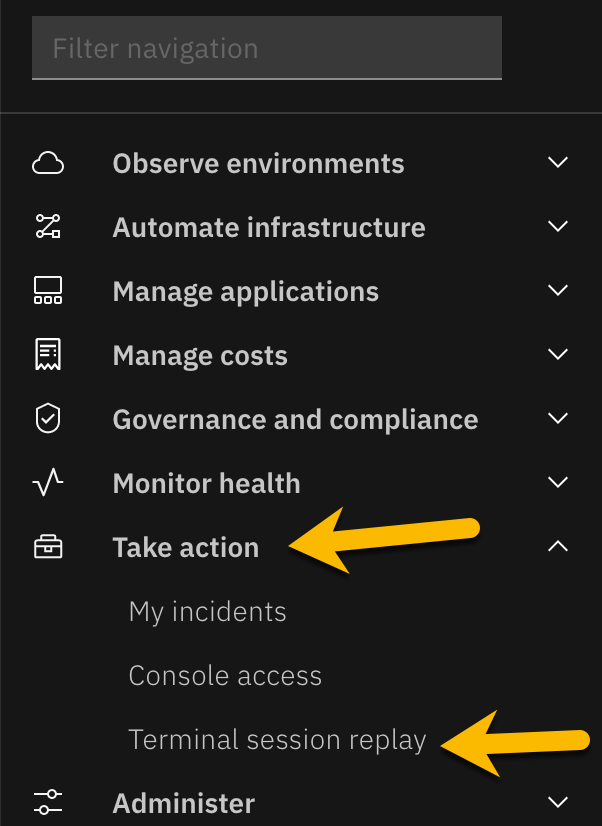 Filter navigation
Observe environments
Automate infrastructure
Manage applications
Manage costs
Governance and compliance
Monitor health
Take action
My incidents
Console access
Terminal session replay
Administer